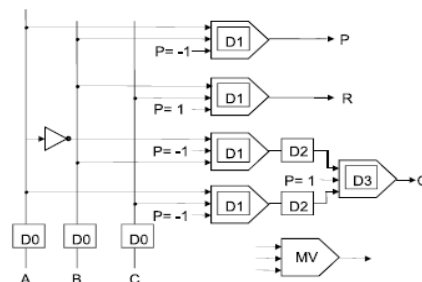 D1 P
P= -1
D1 R
P= 1
D1 D2
P= -1
P= 1 D3
D1 D2
P= -1
D0 D0 D0
MV
A B C